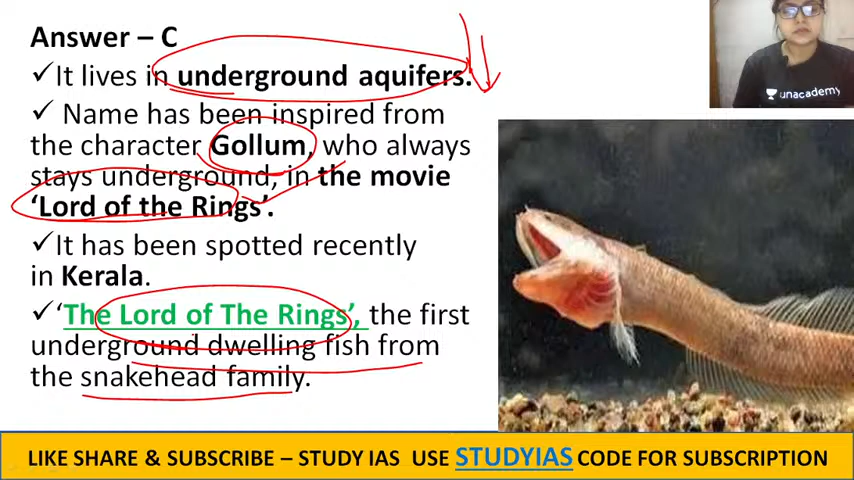 Answer – C
✓It lives in underground aquifers.
✓ Name has been inspired from
the character Gollum, who always
stays underground, in the movie
‘Lord of the Rings’.
✓It has been spotted recently
in Kerala.
✓‘The Lord of The Rings’, the first
underground dwelling fish from
the snakehead family.
unacademy
LIKE SHARE & SUBSCRIBE – STUDY IAS USE STUDYIAS CODE FOR SUBSCRIPTION